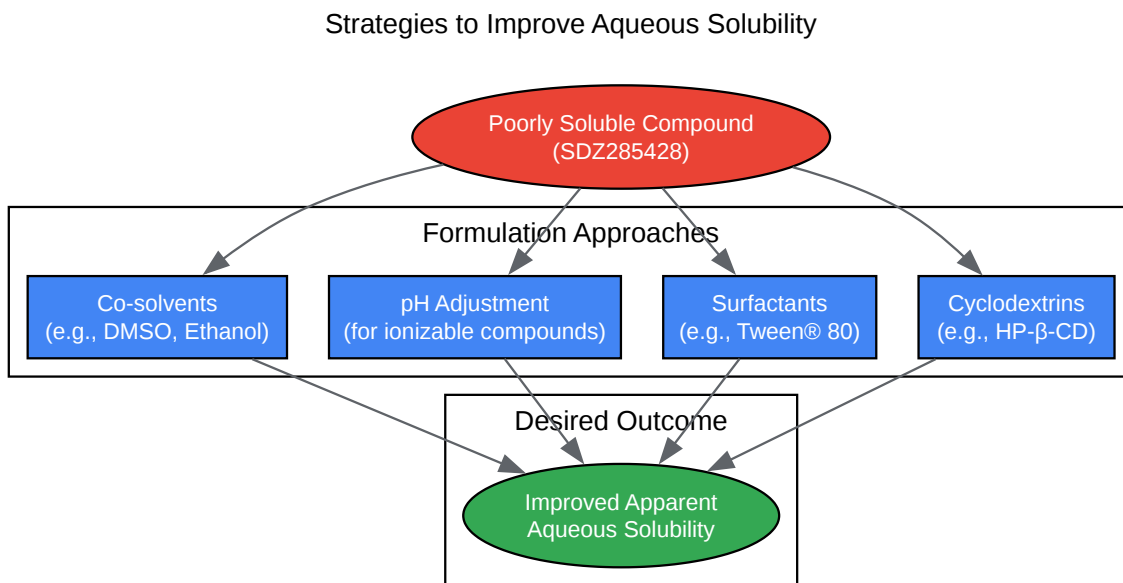 Strategies to Improve Aqueous Solubility
Poorly Soluble Compound
(SDZ285428)
Formulation Approaches
Co-solvents
(e.g., DMSO, Ethanol)
pH Adjustment
(for ionizable compounds)
Surfactants
(e.g., Tween® 80)
Cyclodextrins
(e.g., HP-β-CD)
Desired Outcome
Improved Apparent
Aqueous Solubility